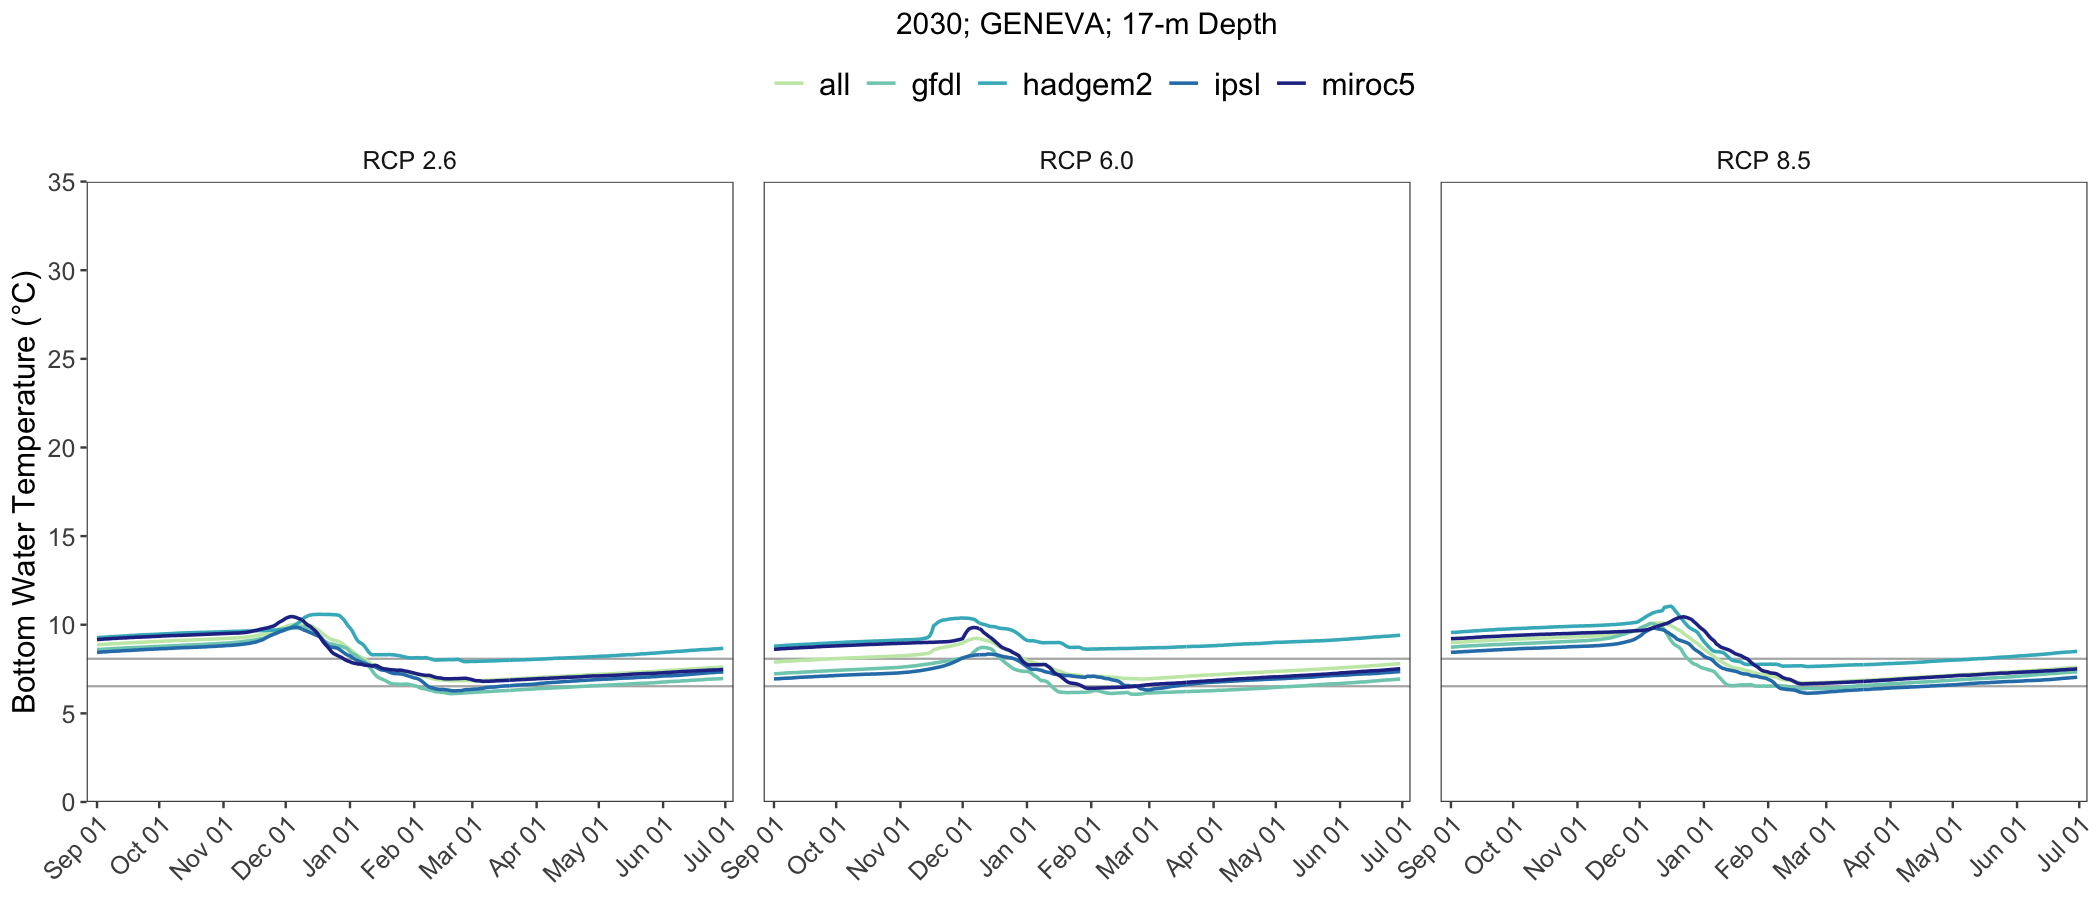 2030; GENEVA; 17-m Depth
all gfdl hadgem2 ipsl miroc5
RCP 2.6 RCP 6.0 RCP 8.5
Bottom Water Temperature (°C)
35
30
25
20
15
10
5
0
Sep 01 Oct 01 Nov 01 Dec 01 Jan 01 Feb 01 Mar 01 Apr 01 May 01 Jun 01 Jul 01 Sep 01 Oct 01 Nov 01 Dec 01 Jan 01 Feb 01 Mar 01 Apr 01 May 01 Jun 01 Jul 01 Sep 01 Oct 01 Nov 01 Dec 01 Jan 01 Feb 01 Mar 01 Apr 01 May 01 Jun 01 Jul 01